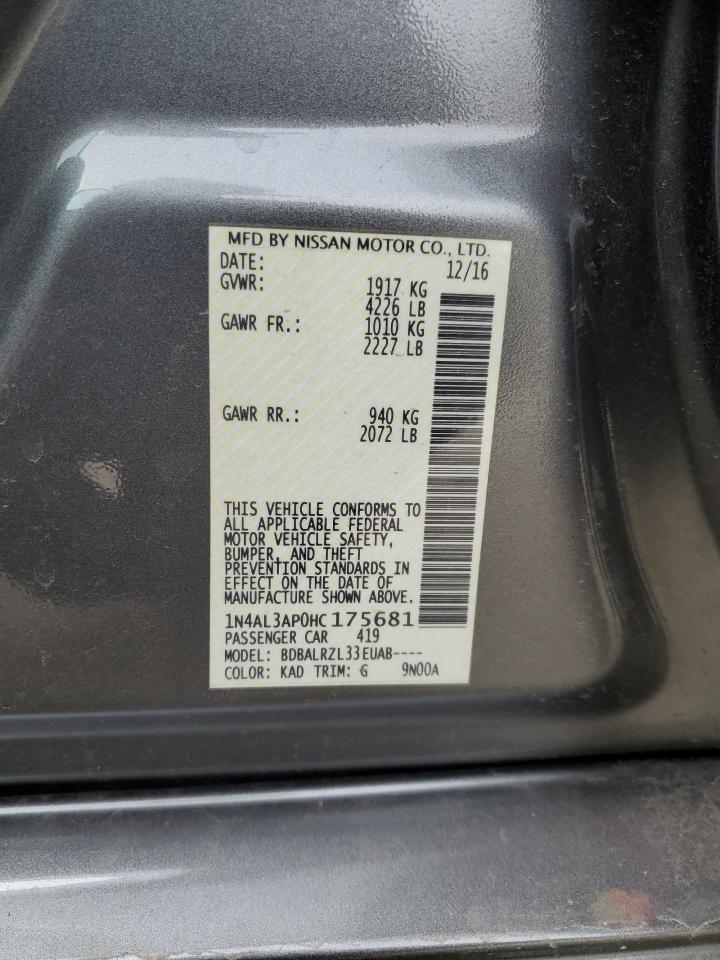 MFD BY NISSAN MOTOR CO., LTD.
DATE: 12/16
GVWR: 1917 KG
4226 LB
GAWR FR.: 1010 KG
2227 LB
GAWR RR.: 940 KG
2072 LB
THIS VEHICLE CONFORMS TO
ALL APPLICABLE FEDERAL
MOTOR VEHICLE SAFETY,
BUMPER, AND THEFT
PREVENTION STANDARDS IN
EFFECT ON THE DATE OF
MANUFACTURE SHOWN ABOVE.
1N4AL3AP0HC175681
PASSENGER CAR 419
MODEL: BDBALRZL33EUAB----
COLOR: KAD TRIM: G 9N00A